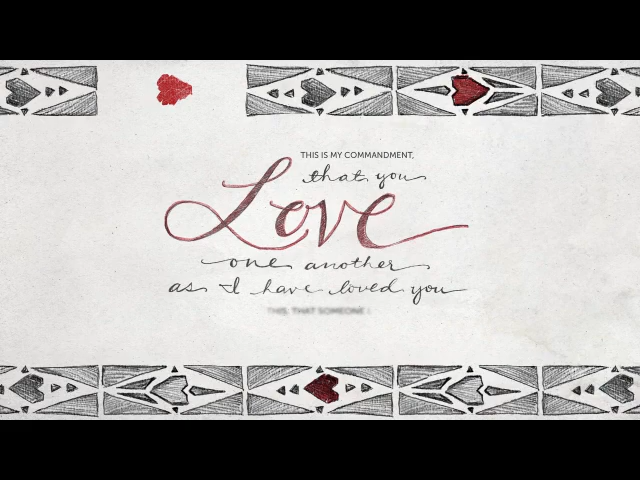 THIS IS MY COMMANDMENT,
that you
Love
one another
as I have loved you
THIS, THAT SOMEONE